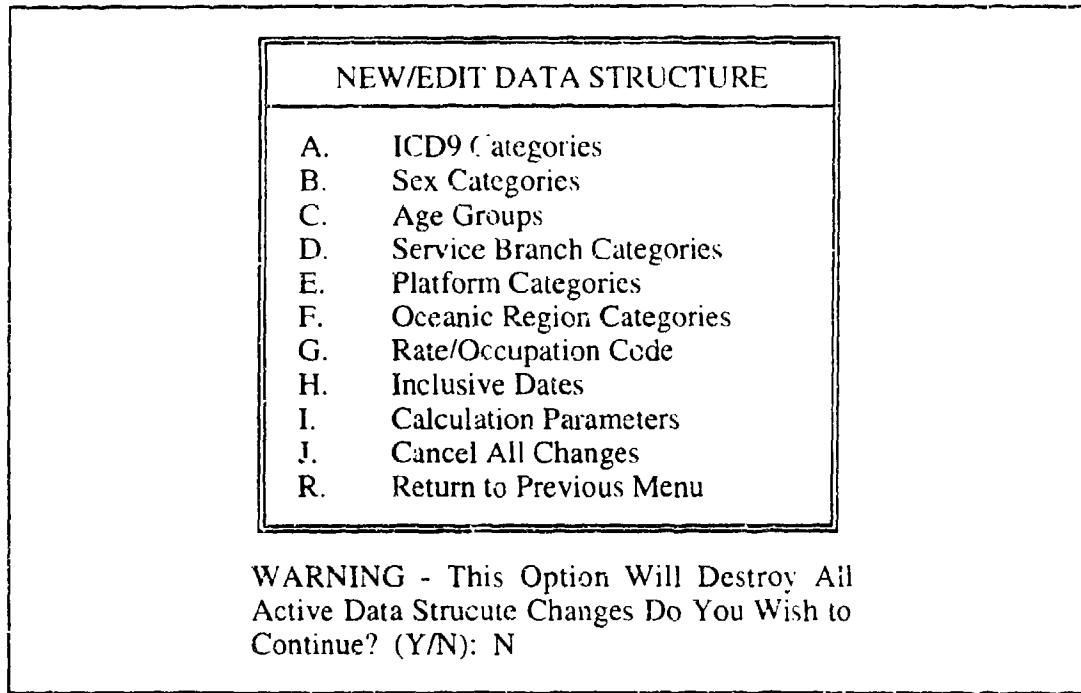 NEW/EDIT DATA STRUCTURE
A. ICD9 Categories
B. Sex Categories
C. Age Groups
D. Service Branch Categories
E. Platform Categories
F. Oceanic Region Categories
G. Rate/Occupation Code
H. Inclusive Dates
I. Calculation Parameters
J. Cancel All Changes
R. Return to Previous Menu
WARNING - This Option Will Destroy All
Active Data Strucute Changes Do You Wish to
Continue? (Y/N): N